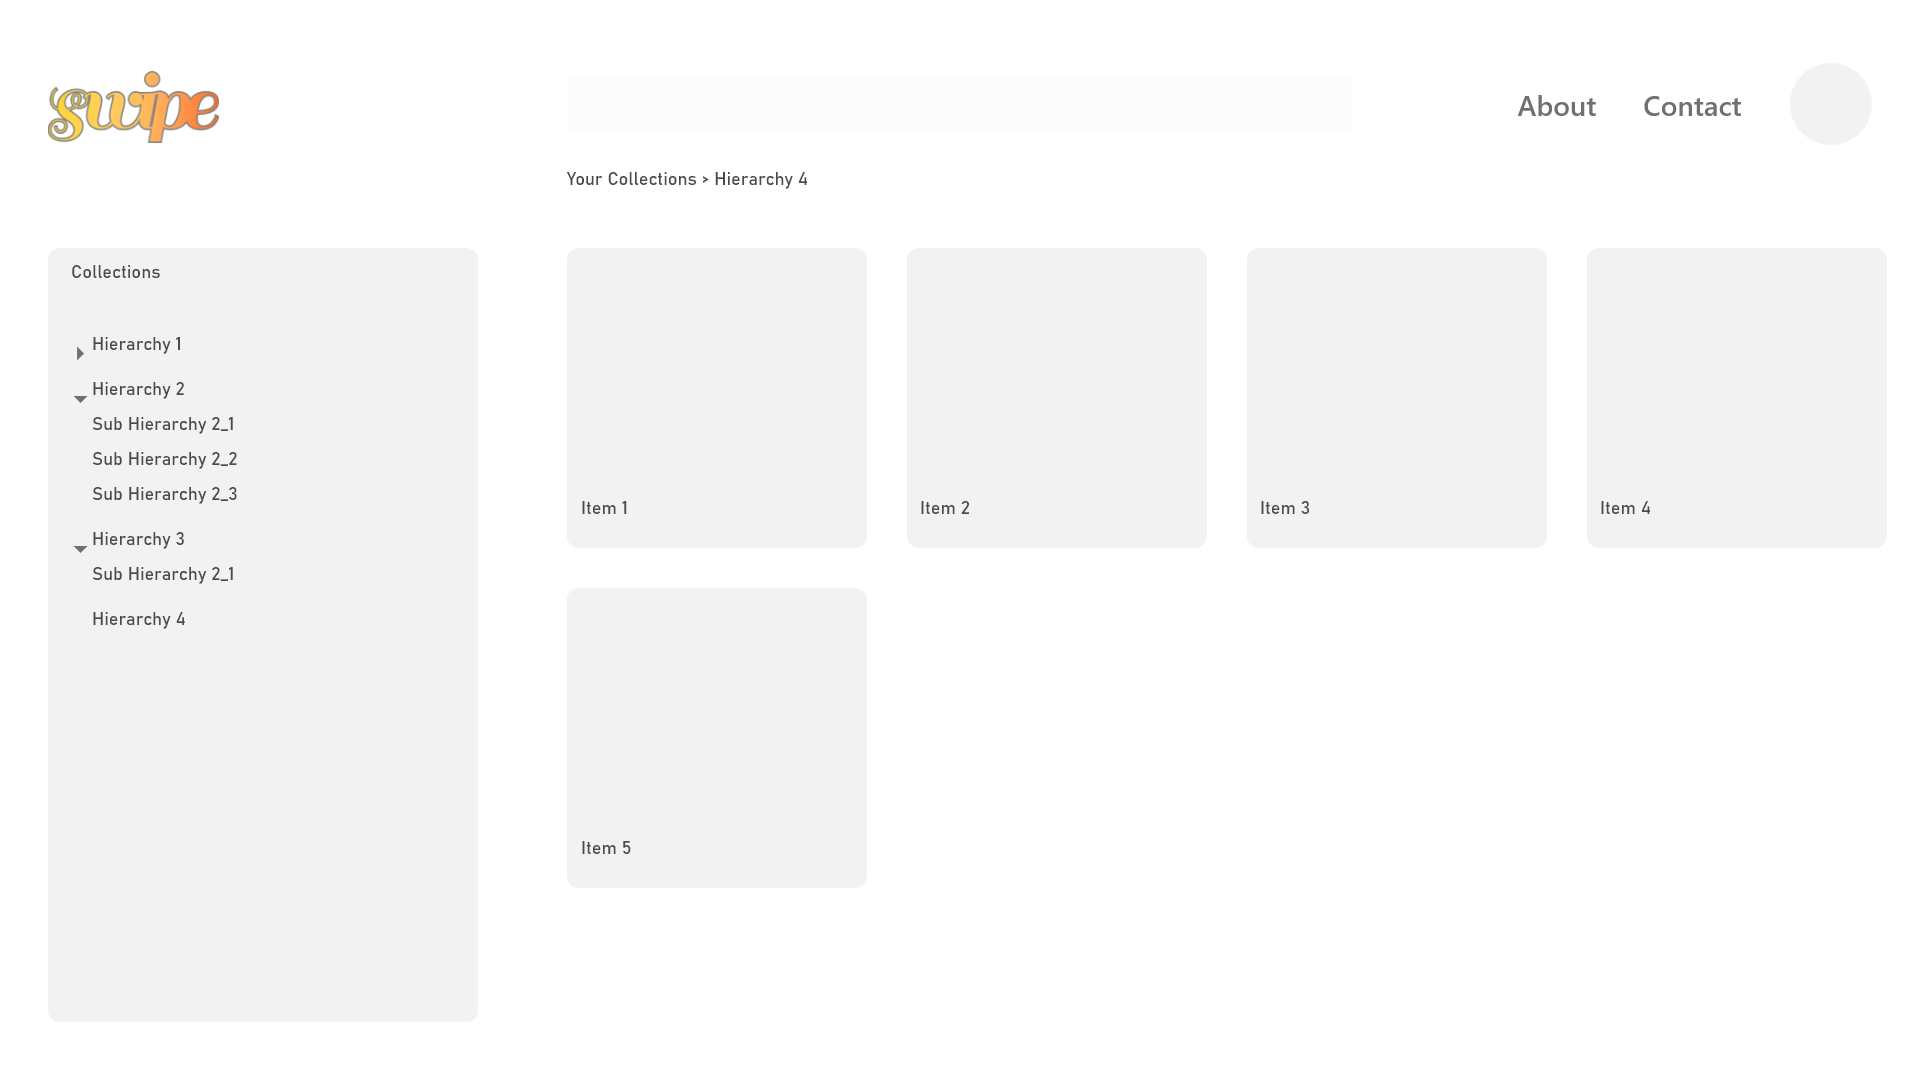 swipe
About
Contact
Your Collections > Hierarchy 4
Collections
Hierarchy 1
Hierarchy 2
Sub Hierarchy 2_1
Sub Hierarchy 2_2
Sub Hierarchy 2_3
Hierarchy 3
Sub Hierarchy 2_1
Hierarchy 4
Item 1
Item 2
Item 3
Item 4
Item 5